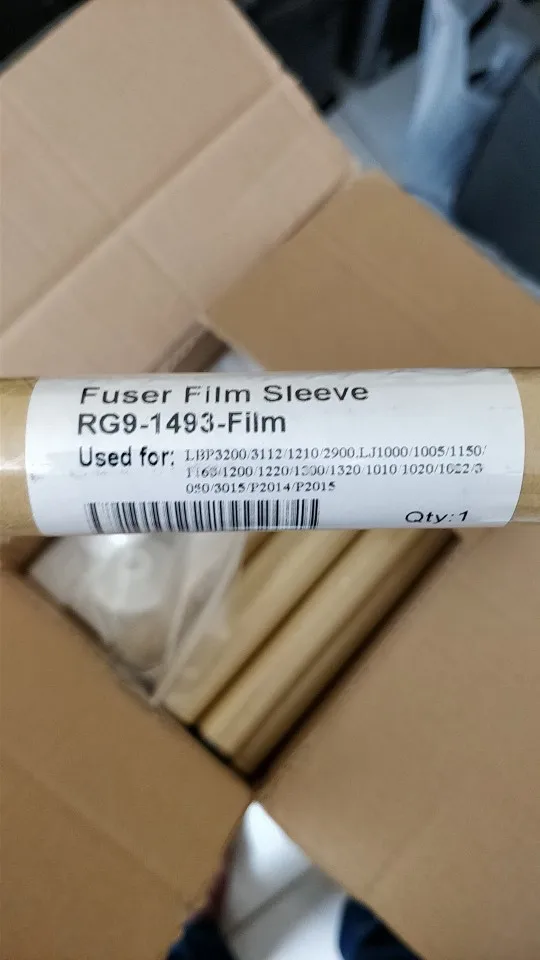 Fuser Film Sleeve
RG9-1493-Film
Used for: LBP3200/3112/1210/2900,LJ1000/1005/1150/
1160/1200/1220/1300/1320/1010/1020/1022/3
050/3015/P2014/P2015
Qty:1